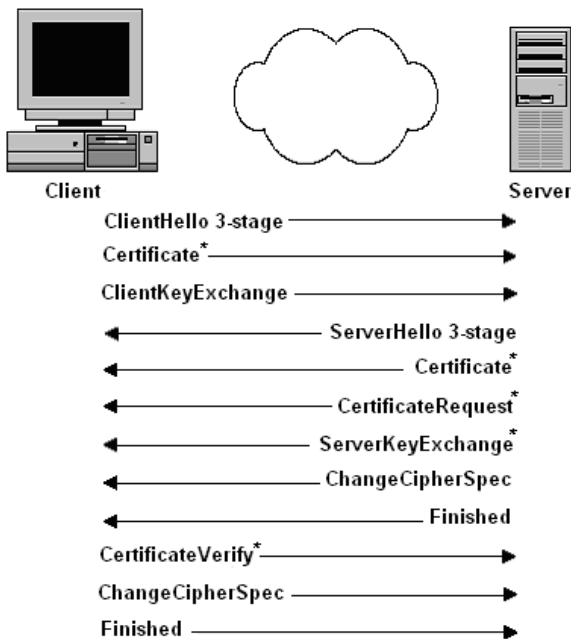 Client
Server
ClientHello 3-stage
Certificate*
ClientKeyExchange
ServerHello 3-stage
Certificate*
CertificateRequest*
ServerKeyExchange*
ChangeCipherSpec
Finished
CertificateVerify*
ChangeCipherSpec
Finished